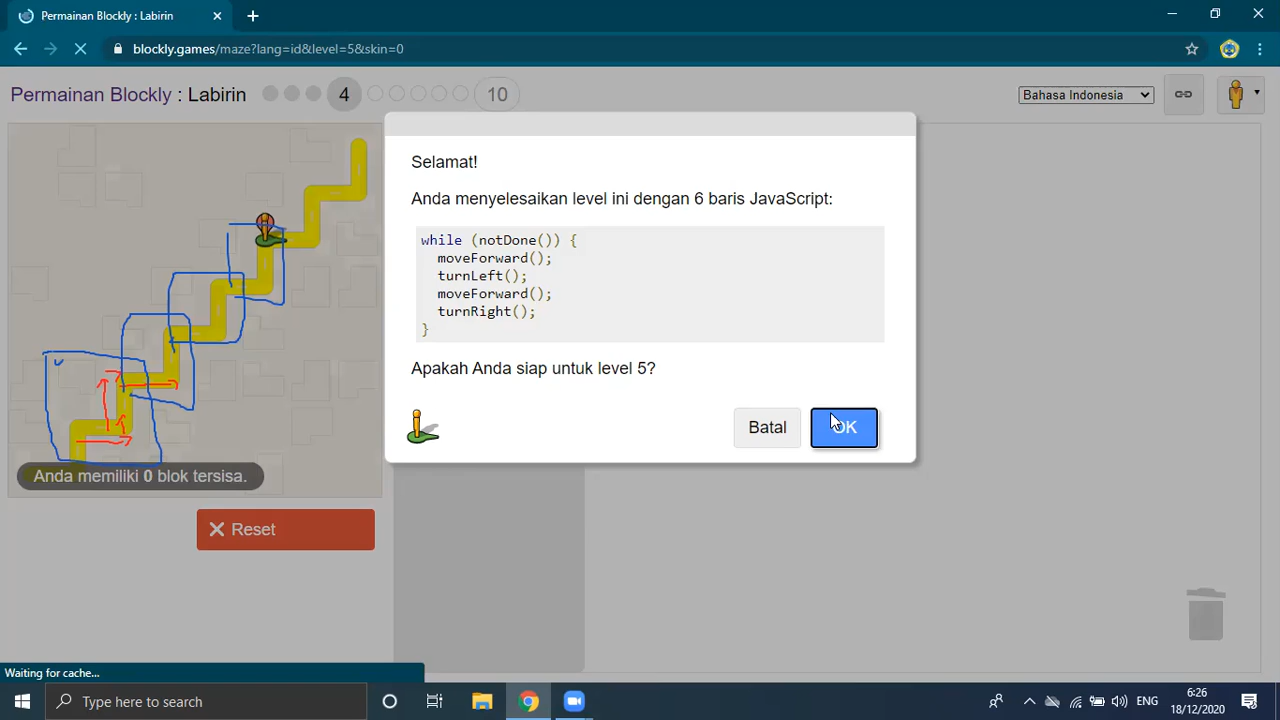 Permainan Blockly : Labirin
blockly.games/maze?lang=id&level=5&skin=0
Permainan Blockly : Labirin
4
10
Bahasa Indonesia
Selamat!
Anda menyelesaikan level ini dengan 6 baris JavaScript:
while (notDone()) {
moveForward();
turnLeft();
moveForward();
turnRight();
}
Apakah Anda siap untuk level 5?
Batal
OK
Anda memiliki 0 blok tersisa.
Reset
Waiting for cache...
Type here to search
ENG
6:26
18/12/2020